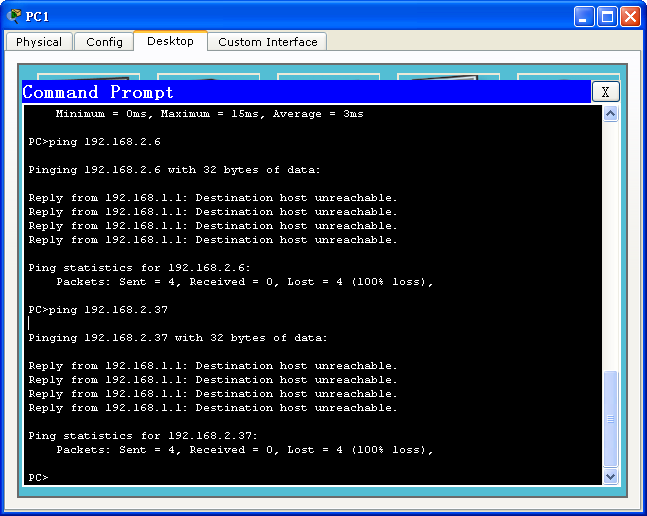 PC1
Physical Config Desktop Custom Interface
Command Prompt X
Minimum = 0ms, Maximum = 15ms, Average = 3ms
PC>ping 192.168.2.6
Pinging 192.168.2.6 with 32 bytes of data:
Reply from 192.168.1.1: Destination host unreachable.
Reply from 192.168.1.1: Destination host unreachable.
Reply from 192.168.1.1: Destination host unreachable.
Reply from 192.168.1.1: Destination host unreachable.
Ping statistics for 192.168.2.6:
Packets: Sent = 4, Received = 0, Lost = 4 (100% loss),
PC>ping 192.168.2.37
Pinging 192.168.2.37 with 32 bytes of data:
Reply from 192.168.1.1: Destination host unreachable.
Reply from 192.168.1.1: Destination host unreachable.
Reply from 192.168.1.1: Destination host unreachable.
Reply from 192.168.1.1: Destination host unreachable.
Ping statistics for 192.168.2.37:
Packets: Sent = 4, Received = 0, Lost = 4 (100% loss),
PC>